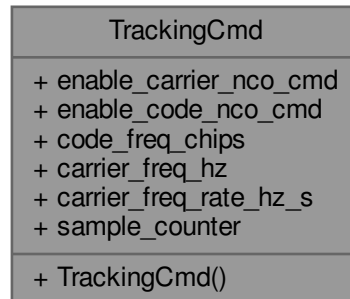 TrackingCmd
+ enable_carrier_nco_cmd
+ enable_code_nco_cmd
+ code_freq_chips
+ carrier_freq_hz
+ carrier_freq_rate_hz_s
+ sample_counter
+ TrackingCmd()